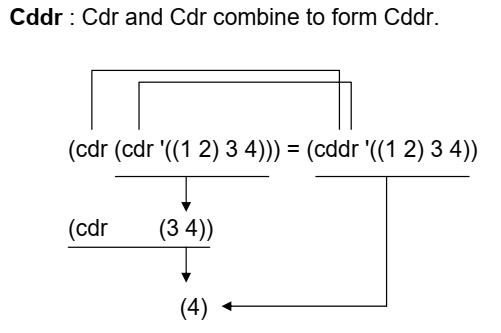 Cddr : Cdr and Cdr combine to form Cddr.
(cdr (cdr '((1 2) 3 4))) = (cddr '((1 2) 3 4))
(cdr (3 4))
(4)